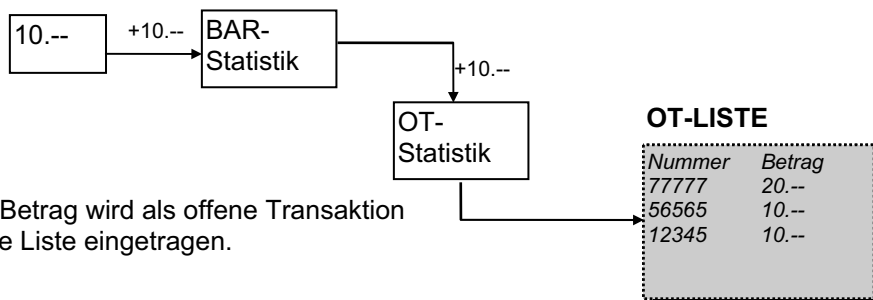 10.--
+10.--
BAR-
Statistik
+10.--
OT-
Statistik
OT-LISTE
Nummer Betrag
77777 20.--
56565 10.--
12345 10.--
Betrag wird als offene Transaktion
e Liste eingetragen.